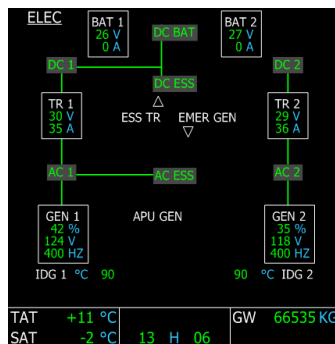 ELEC
BAT 1
26 V
0 A
DC BAT
BAT 2
27 V
0 A
DC 1
DC 2
DC ESS
TR 1
30 V
35 A
ESS TR
EMER GEN
TR 2
29 V
36 A
AC 1
AC ESS
AC 2
GEN 1
42 %
124 V
400 HZ
APU GEN
GEN 2
35 %
118 V
400 HZ
IDG 1 °C 90
90 °C IDG 2
TAT +11 °C
GW 66535 KG
SAT -2 °C
13 H 06